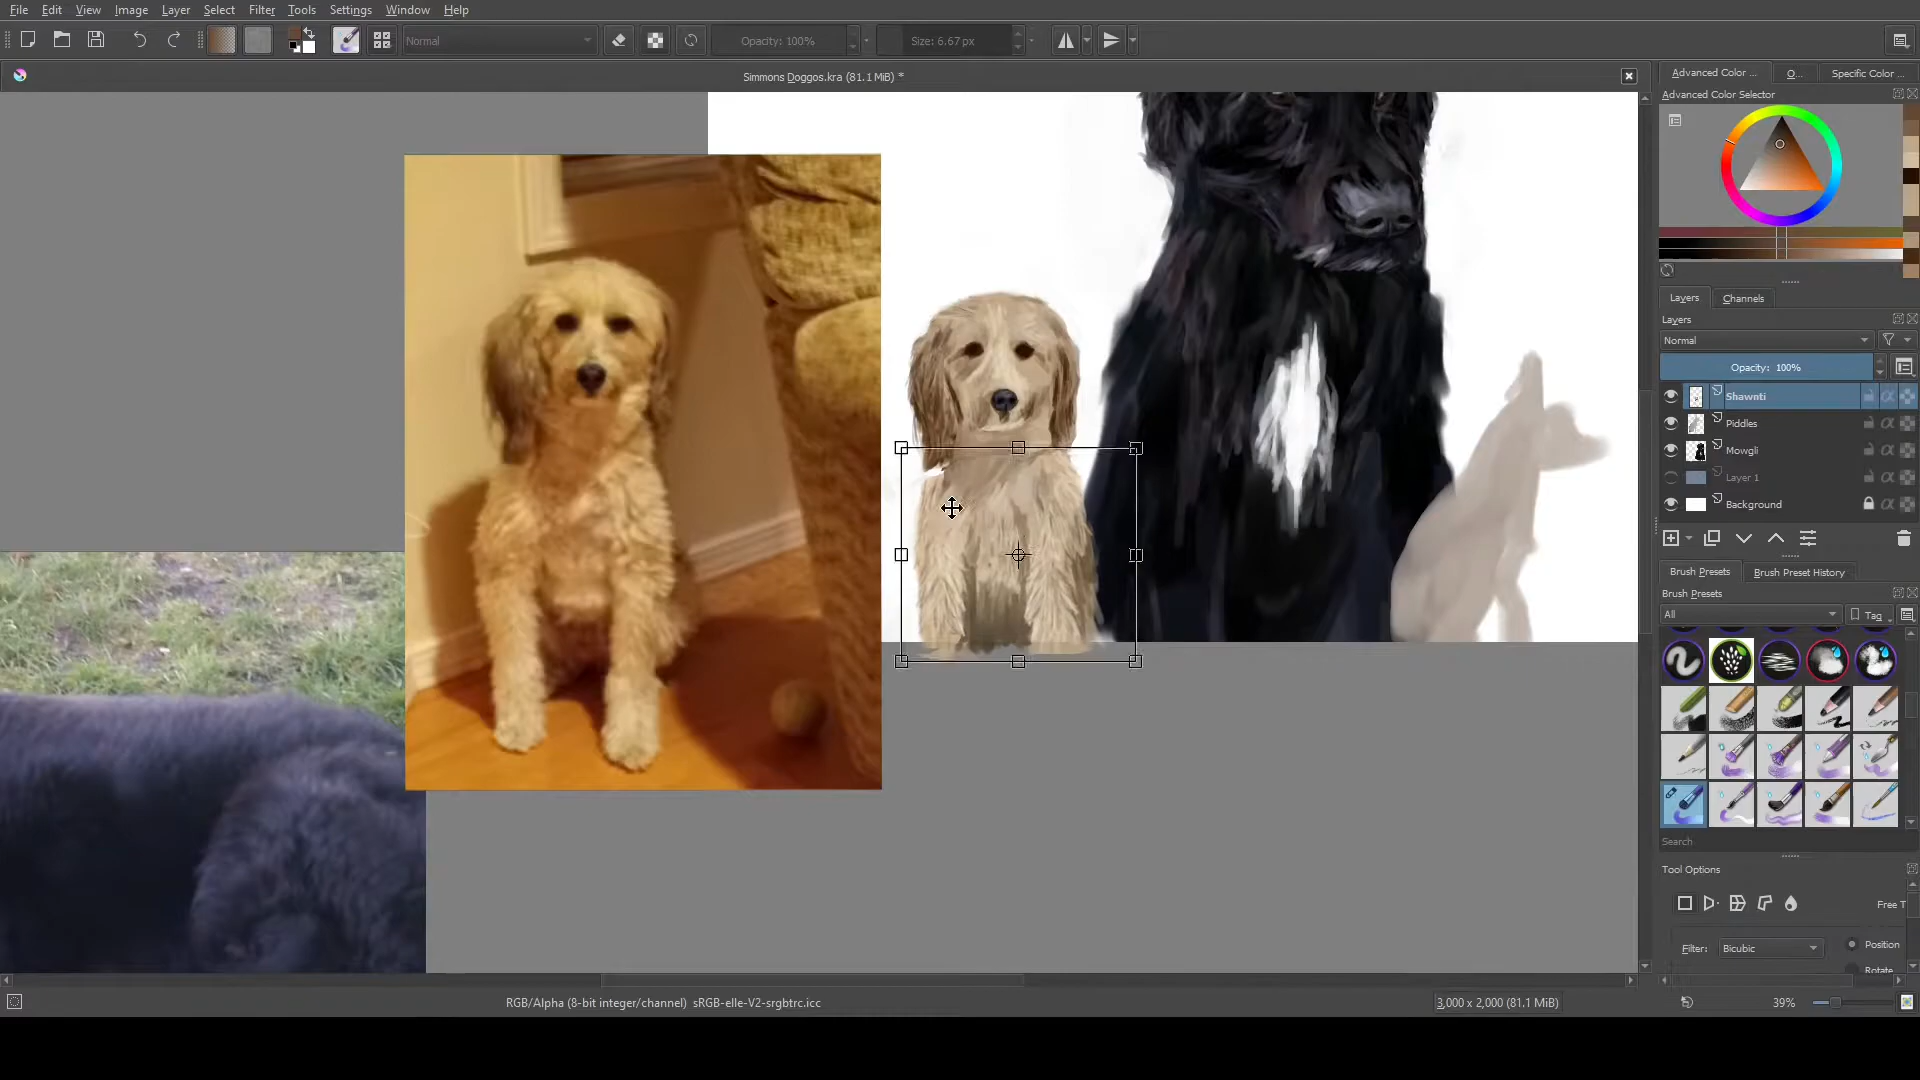 File Edit View Image Layer Select Filter Tools Settings Window Help
Normal Opacity: 100% Size: 6.67 px
Simmons Doggos.kra (81.1 MiB) *
Advanced Color ... O... Specific Color ...
Advanced Color Selector
Layers Channels
Layers
Normal
Opacity: 100%
Shawnti
Piddles
Mowgli
Layer 1
Background
Brush Presets Brush Preset History
Brush Presets
All Tag
Search
Tool Options
Free T
Filter: Bicubic Position
Rotate
RGB/Alpha (8-bit integer/channel) sRGB-elle-V2-srgbtrc.icc 3,000 x 2,000 (81.1 MiB) 39%